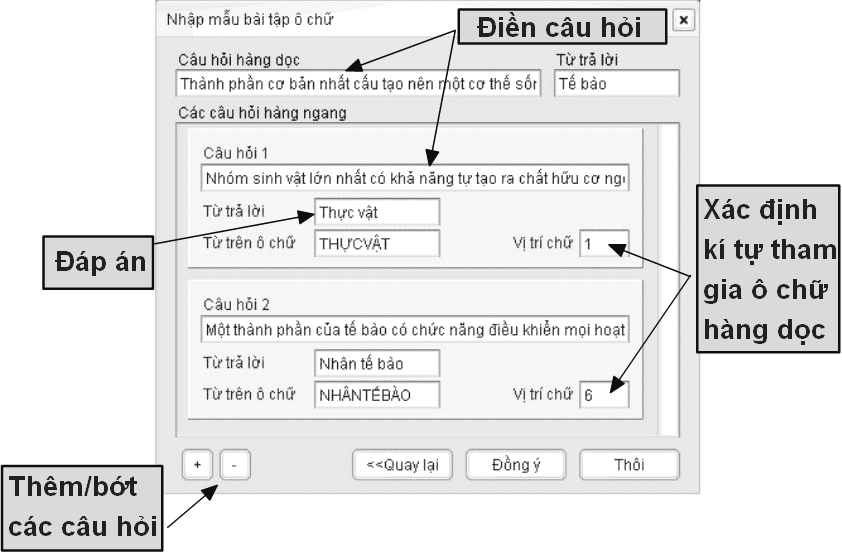 Nhập mẫu bài tập ô chữ
Điền câu hỏi
Câu hỏi hàng dọc
Từ trả lời
Thành phần cơ bản nhất cấu tạo nên một cơ thể sốn
Tế bào
Các câu hỏi hàng ngang
Câu hỏi 1
Nhóm sinh vật lớn nhất có khả năng tự tạo ra chất hữu cơ ngu
Từ trả lời
Thực vật
Từ trên ô chữ
THỰCVẬT
Vị trí chữ
1
Đáp án
Xác định
kí tự tham
gia ô chữ
hàng dọc
Câu hỏi 2
Một thành phần của tế bào có chức năng điều khiển mọi hoạt
Từ trả lời
Nhân tế bào
Từ trên ô chữ
NHÂNTẾBÀO
Vị trí chữ
6
+
-
<<Quay lại
Đồng ý
Thôi
Thêm/bớt
các câu hỏi